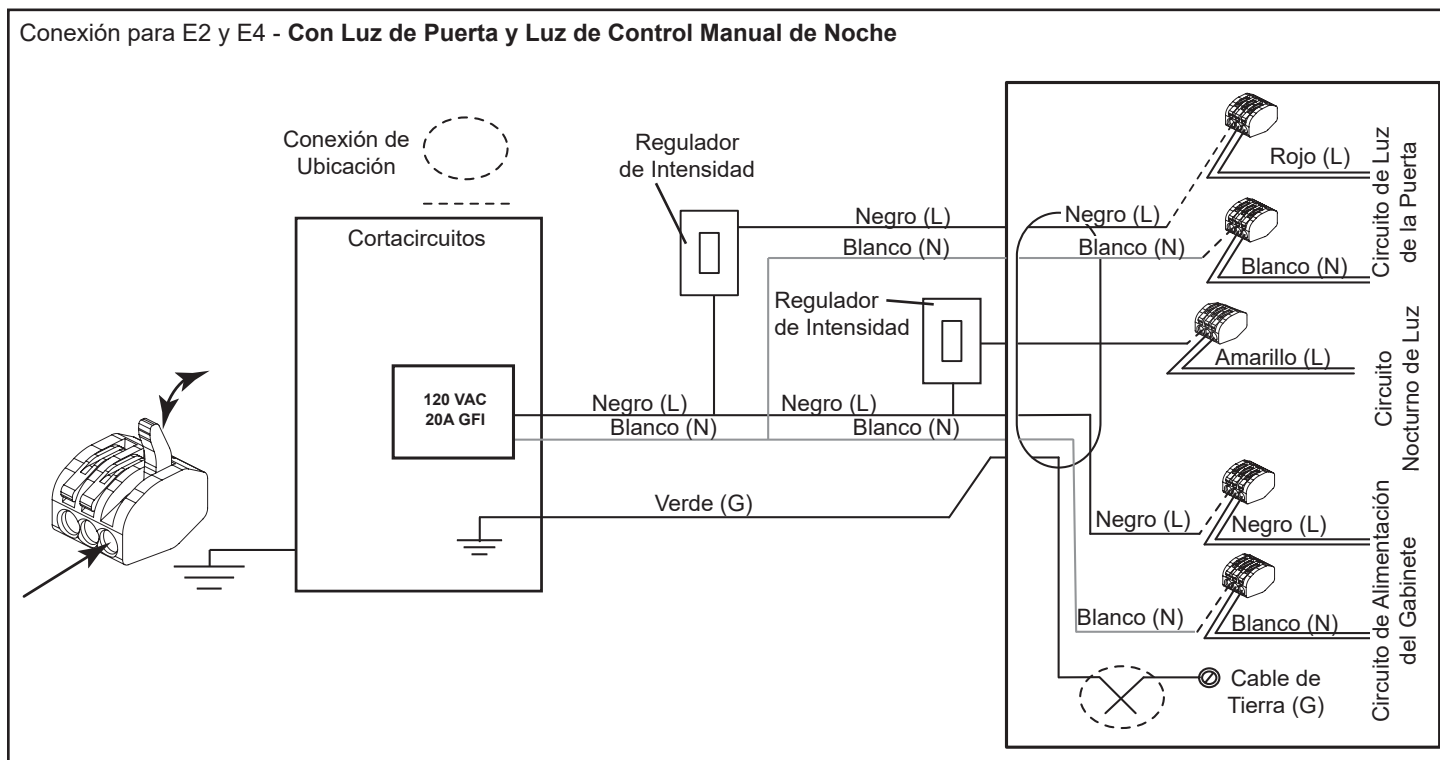 Conexión para E2 y E4 - Con Luz de Puerta y Luz de Control Manual de Noche
Conexión de
Ubicación
Regulador
de Intensidad
Cortacircuitos
120 VAC
20A GFI
Regulador
de Intensidad
Negro (L)
Blanco (N)
Negro (L)
Blanco (N)
Negro (L)
Blanco (N)
Verde (G)
Negro (L)
Blanco (N)
Rojo (L)
Blanco (N)
Circuito de Luz
de la Puerta
Amarillo (L)
Circuito
Nocturno de Luz
Negro (L)
Negro (L)
Blanco (N)
Blanco (N)
Circuito de Alimentación
del Gabinete
Cable de
Tierra (G)